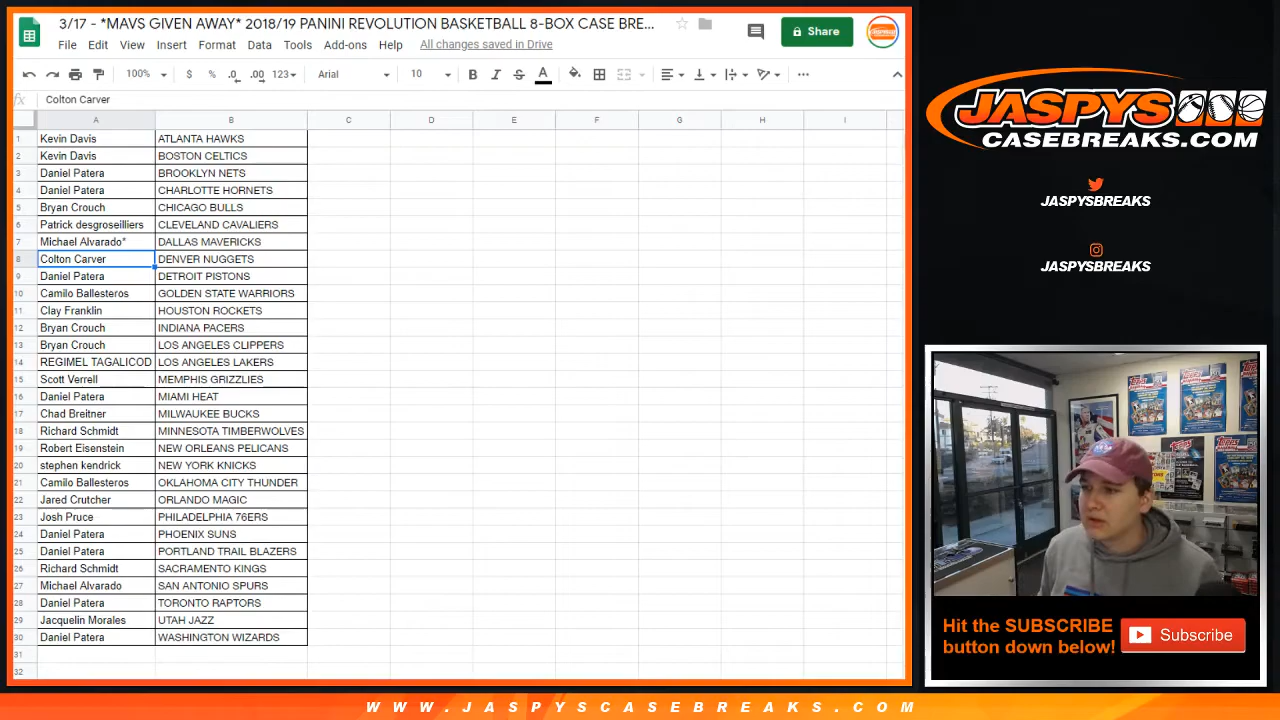 3/17 - *MAVS GIVEN AWAY* 2018/19 PANINI REVOLUTION BASKETBALL 8-BOX CASE BRE...
Share
File Edit View Insert Format Data Tools Add-ons Help All changes saved in Drive
100% $ % .0 .00 123 Arial 10 B I S A
fx Colton Carver
A B C D E F G H I
1 Kevin Davis ATLANTA HAWKS
2 Kevin Davis BOSTON CELTICS
3 Daniel Patera BROOKLYN NETS
4 Daniel Patera CHARLOTTE HORNETS
5 Bryan Crouch CHICAGO BULLS
6 Patrick desgroseilliers CLEVELAND CAVALIERS
7 Michael Alvarado* DALLAS MAVERICKS
8 Colton Carver DENVER NUGGETS
9 Daniel Patera DETROIT PISTONS
10 Camilo Ballesteros GOLDEN STATE WARRIORS
11 Clay Franklin HOUSTON ROCKETS
12 Bryan Crouch INDIANA PACERS
13 Bryan Crouch LOS ANGELES CLIPPERS
14 REGIMEL TAGALICOD LOS ANGELES LAKERS
15 Scott Verrell MEMPHIS GRIZZLIES
16 Daniel Patera MIAMI HEAT
17 Chad Breitner MILWAUKEE BUCKS
18 Richard Schmidt MINNESOTA TIMBERWOLVES
19 Robert Eisenstein NEW ORLEANS PELICANS
20 stephen kendrick NEW YORK KNICKS
21 Camilo Ballesteros OKLAHOMA CITY THUNDER
22 Jared Crutcher ORLANDO MAGIC
23 Josh Pruce PHILADELPHIA 76ERS
24 Daniel Patera PHOENIX SUNS
25 Daniel Patera PORTLAND TRAIL BLAZERS
26 Richard Schmidt SACRAMENTO KINGS
27 Michael Alvarado SAN ANTONIO SPURS
28 Daniel Patera TORONTO RAPTORS
29 Jacquelin Morales UTAH JAZZ
30 Daniel Patera WASHINGTON WIZARDS
31
32
JASPYS
CASEBREAKS.COM
JASPYSBREAKS
JASPYSBREAKS
Topps
Topps
Hit the SUBSCRIBE
button down below!
Subscribe
WWW.JASPYSCASEBREAKS.COM